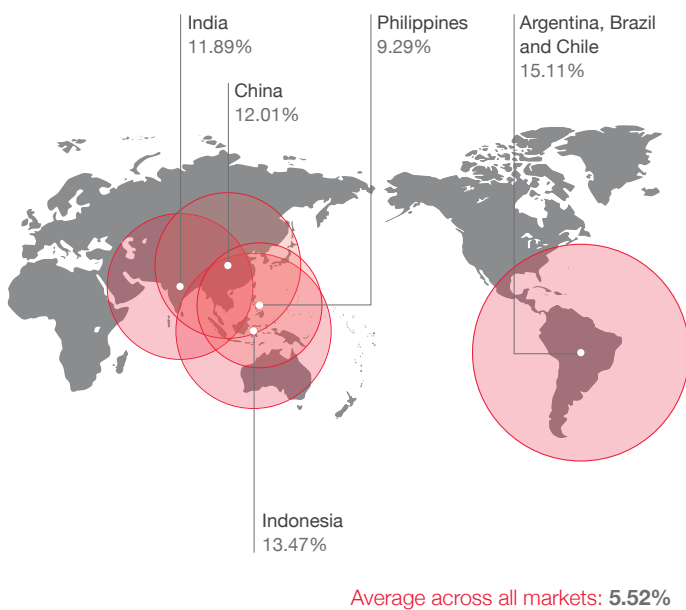 India
11.89%
Philippines
9.29%
Argentina, Brazil
and Chile
15.11%
China
12.01%
Indonesia
13.47%
Average across all markets: 5.52%